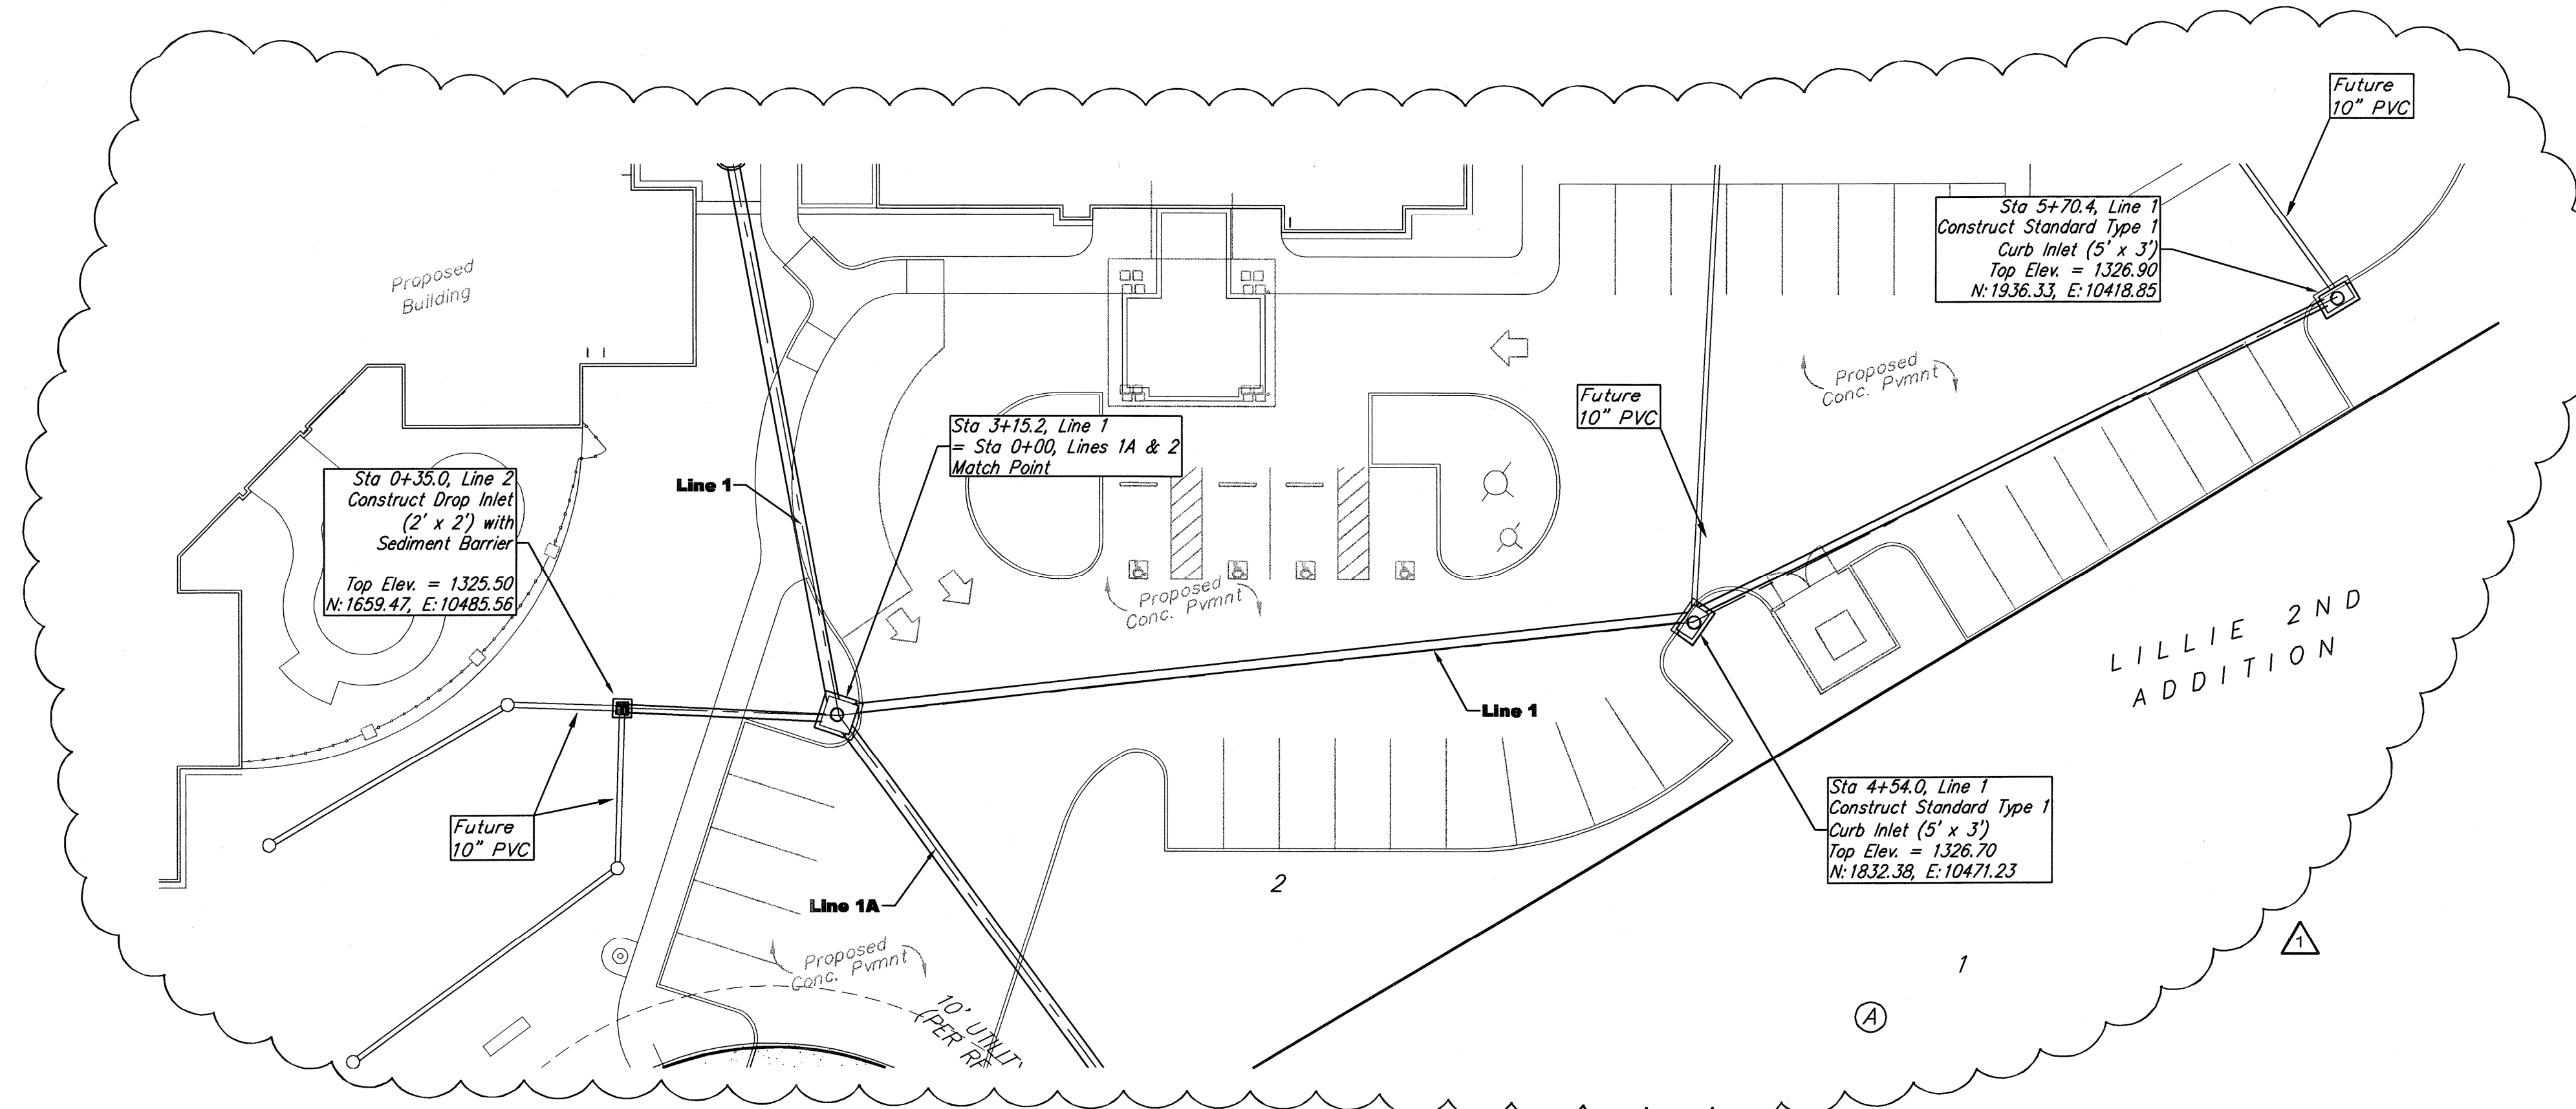 Future
10" PVC
Sta 5+70.4, Line 1
Construct Standard Type 1
Curb Inlet (5' x 3')
Top Elev. = 1326.90
N: 1936.33, E: 10418.85
Proposed
Building
Proposed
Conc. Pvmnt
Future
10" PVC
Sta 3+15.2, Line 1
= Sta 0+00, Lines 1A & 2
Match Point
Line 1
Sta 0+35.0, Line 2
Construct Drop Inlet
(2' x 2') with
Sediment Barrier
Top Elev. = 1325.50
N: 1659.47, E: 10485.56
Proposed
Conc. Pvmnt
LILLIE 2ND
ADDITION
Line 1
Sta 4+54.0, Line 1
Construct Standard Type 1
Curb Inlet (5' x 3')
Top Elev. = 1326.70
N: 1832.38, E: 10471.23
Future
10" PVC
2
Line 1A
Proposed
Conc. Pvmnt
1
1
A
10' UTILITY
(PER